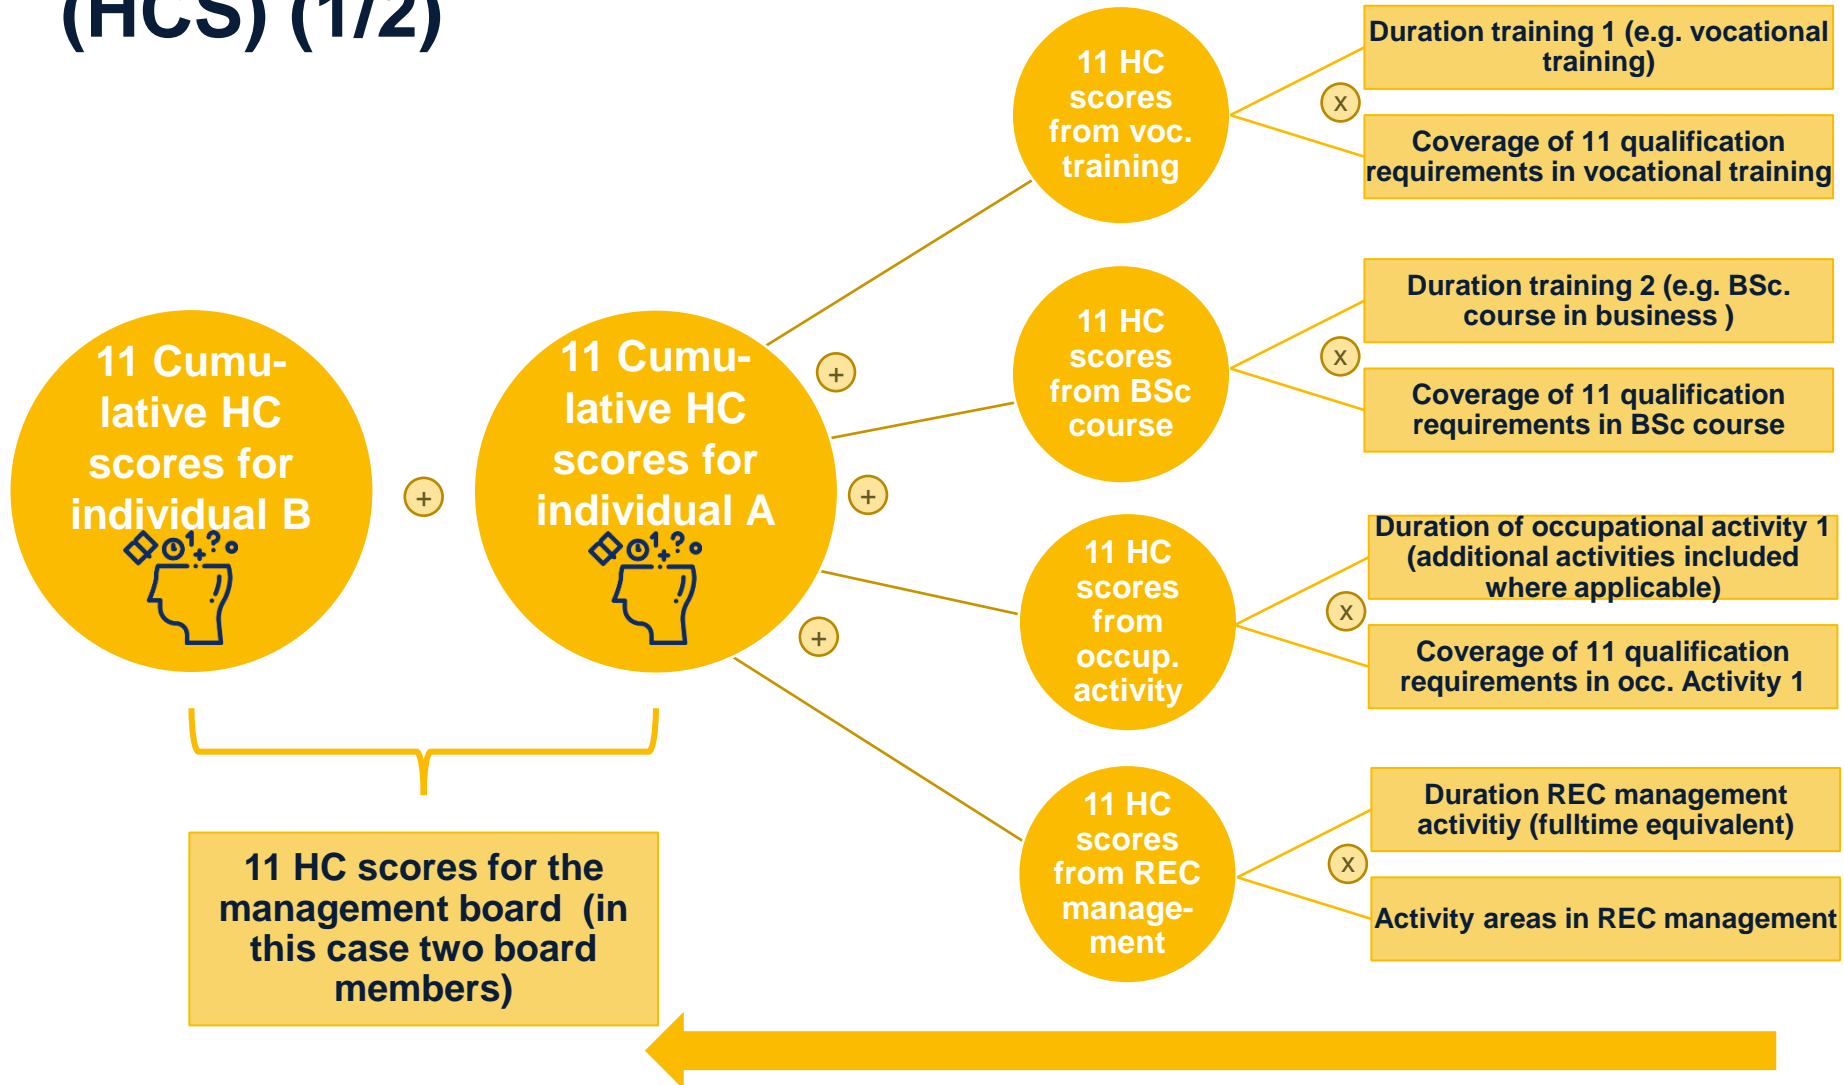 (HCS) (1/2)
11 Cumu-
lative HC
scores for
individual B
+
11 Cumu-
lative HC
scores for
individual A
+
+
+
11 HC
scores
from voc.
training
Duration training 1 (e.g. vocational
training)
x
Coverage of 11 qualification
requirements in vocational training
11 HC
scores
from BSc
course
Duration training 2 (e.g. BSc.
course in business )
x
Coverage of 11 qualification
requirements in BSc course
11 HC
scores
from
occup.
activity
Duration of occupational activity 1
(additional activities included
where applicable)
x
Coverage of 11 qualification
requirements in occ. Activity 1
11 HC
scores
from REC
manage-
ment
Duration REC management
activitiy (fulltime equivalent)
x
Activity areas in REC management
11 HC scores for the
management board (in
this case two board
members)